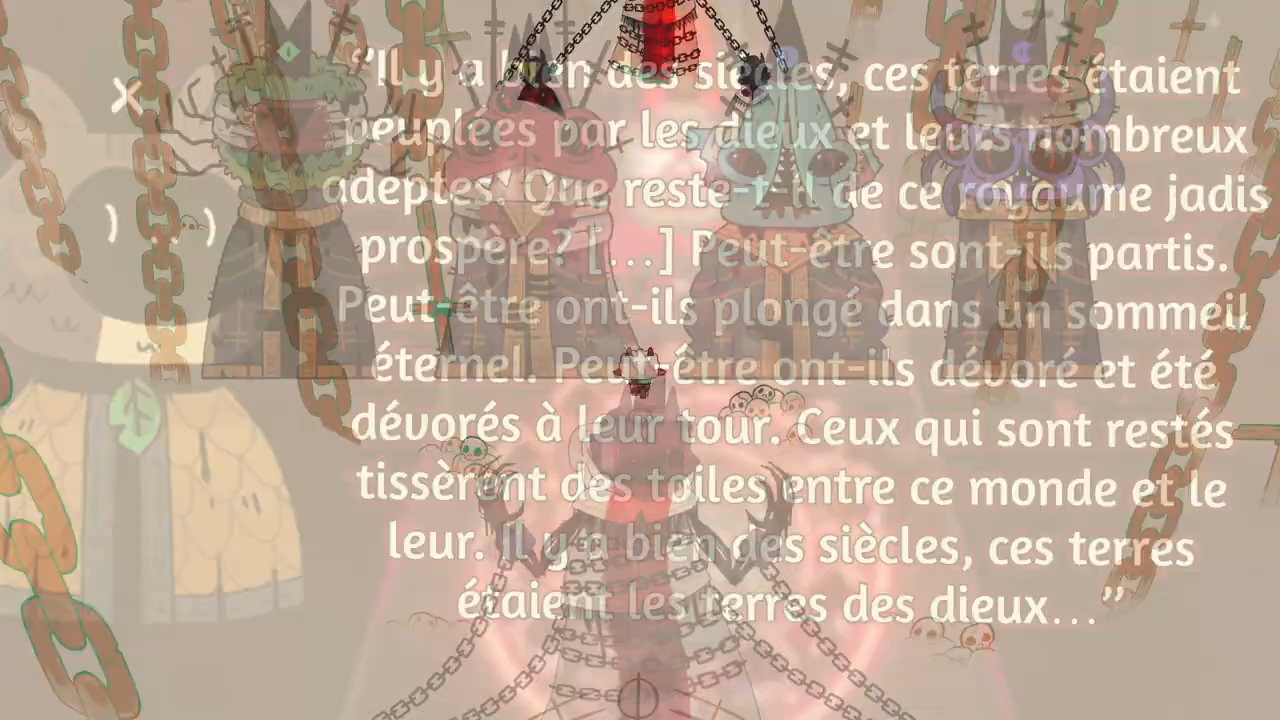 “Il y a bien des siècles, ces terres étaient
peuplées par les dieux et leurs nombreux
adeptes. Que reste-t-il de ce royaume jadis
prospère? [...] Peut-être sont-ils partis.
Peut-être ont-ils plongé dans un sommeil
éternel. Peut-être ont-ils dévoré et été
dévorés à leur tour. Ceux qui sont restés
tissèrent des toiles entre ce monde et le
leur. Il y a bien des siècles, ces terres
étaient les terres des dieux...”